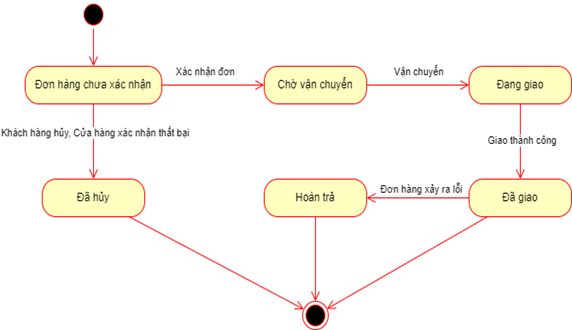 Xác nhận đơn
Vận chuyển
Đơn hàng chưa xác nhận
Chờ vận chuyển
Đang giao
Khách hàng hủy, Cửa hàng xác nhận thất bại
Giao thành công
Đơn hàng xảy ra lỗi
Đã hủy
Hoàn trả
Đã giao